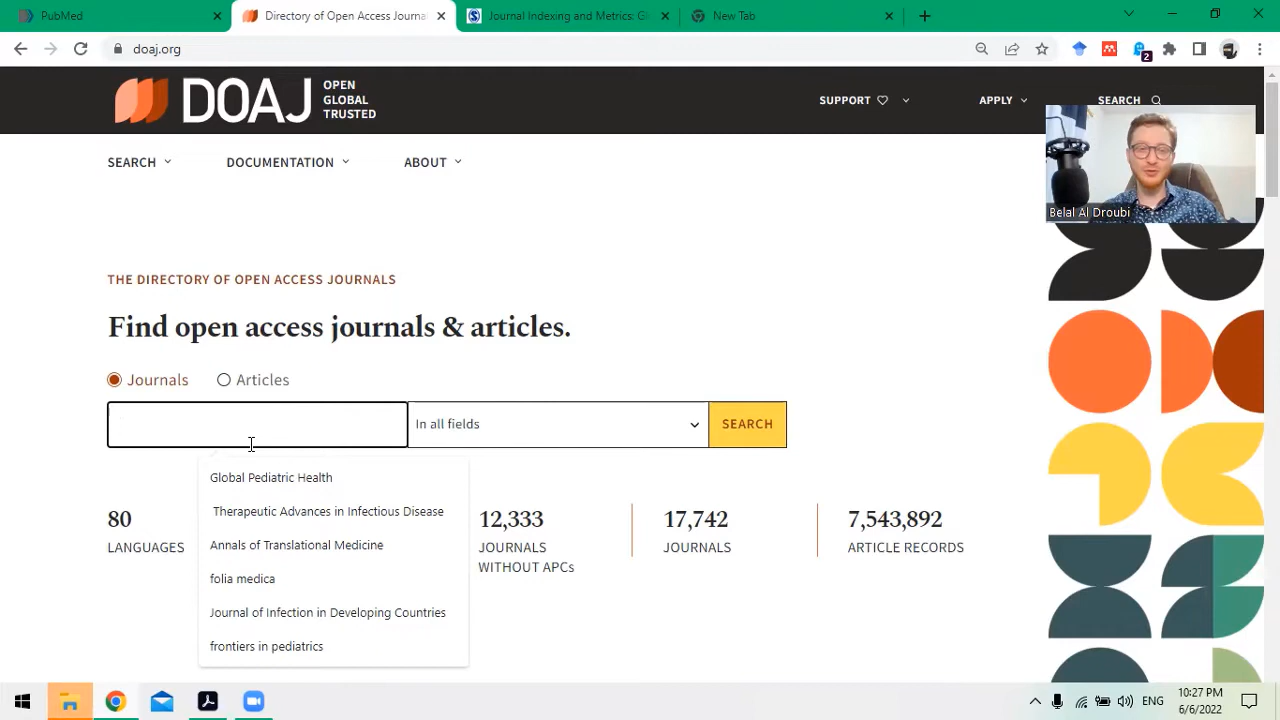 PubMed
Directory of Open Access Journa
Journal Indexing and Metrics: Gl
New Tab
doaj.org
2
DOAJ
OPEN
GLOBAL
TRUSTED
SUPPORT
APPLY
SEARCH
SEARCH
DOCUMENTATION
ABOUT
Belal Al Droubi
THE DIRECTORY OF OPEN ACCESS JOURNALS
Find open access journals & articles.
Journals
Articles
In all fields
SEARCH
Global Pediatric Health
Therapeutic Advances in Infectious Disease
Annals of Translational Medicine
folia medica
Journal of Infection in Developing Countries
frontiers in pediatrics
80
LANGUAGES
12,333
JOURNALS
WITHOUT APCs
17,742
JOURNALS
7,543,892
ARTICLE RECORDS
ENG
10:27 PM
6/6/2022